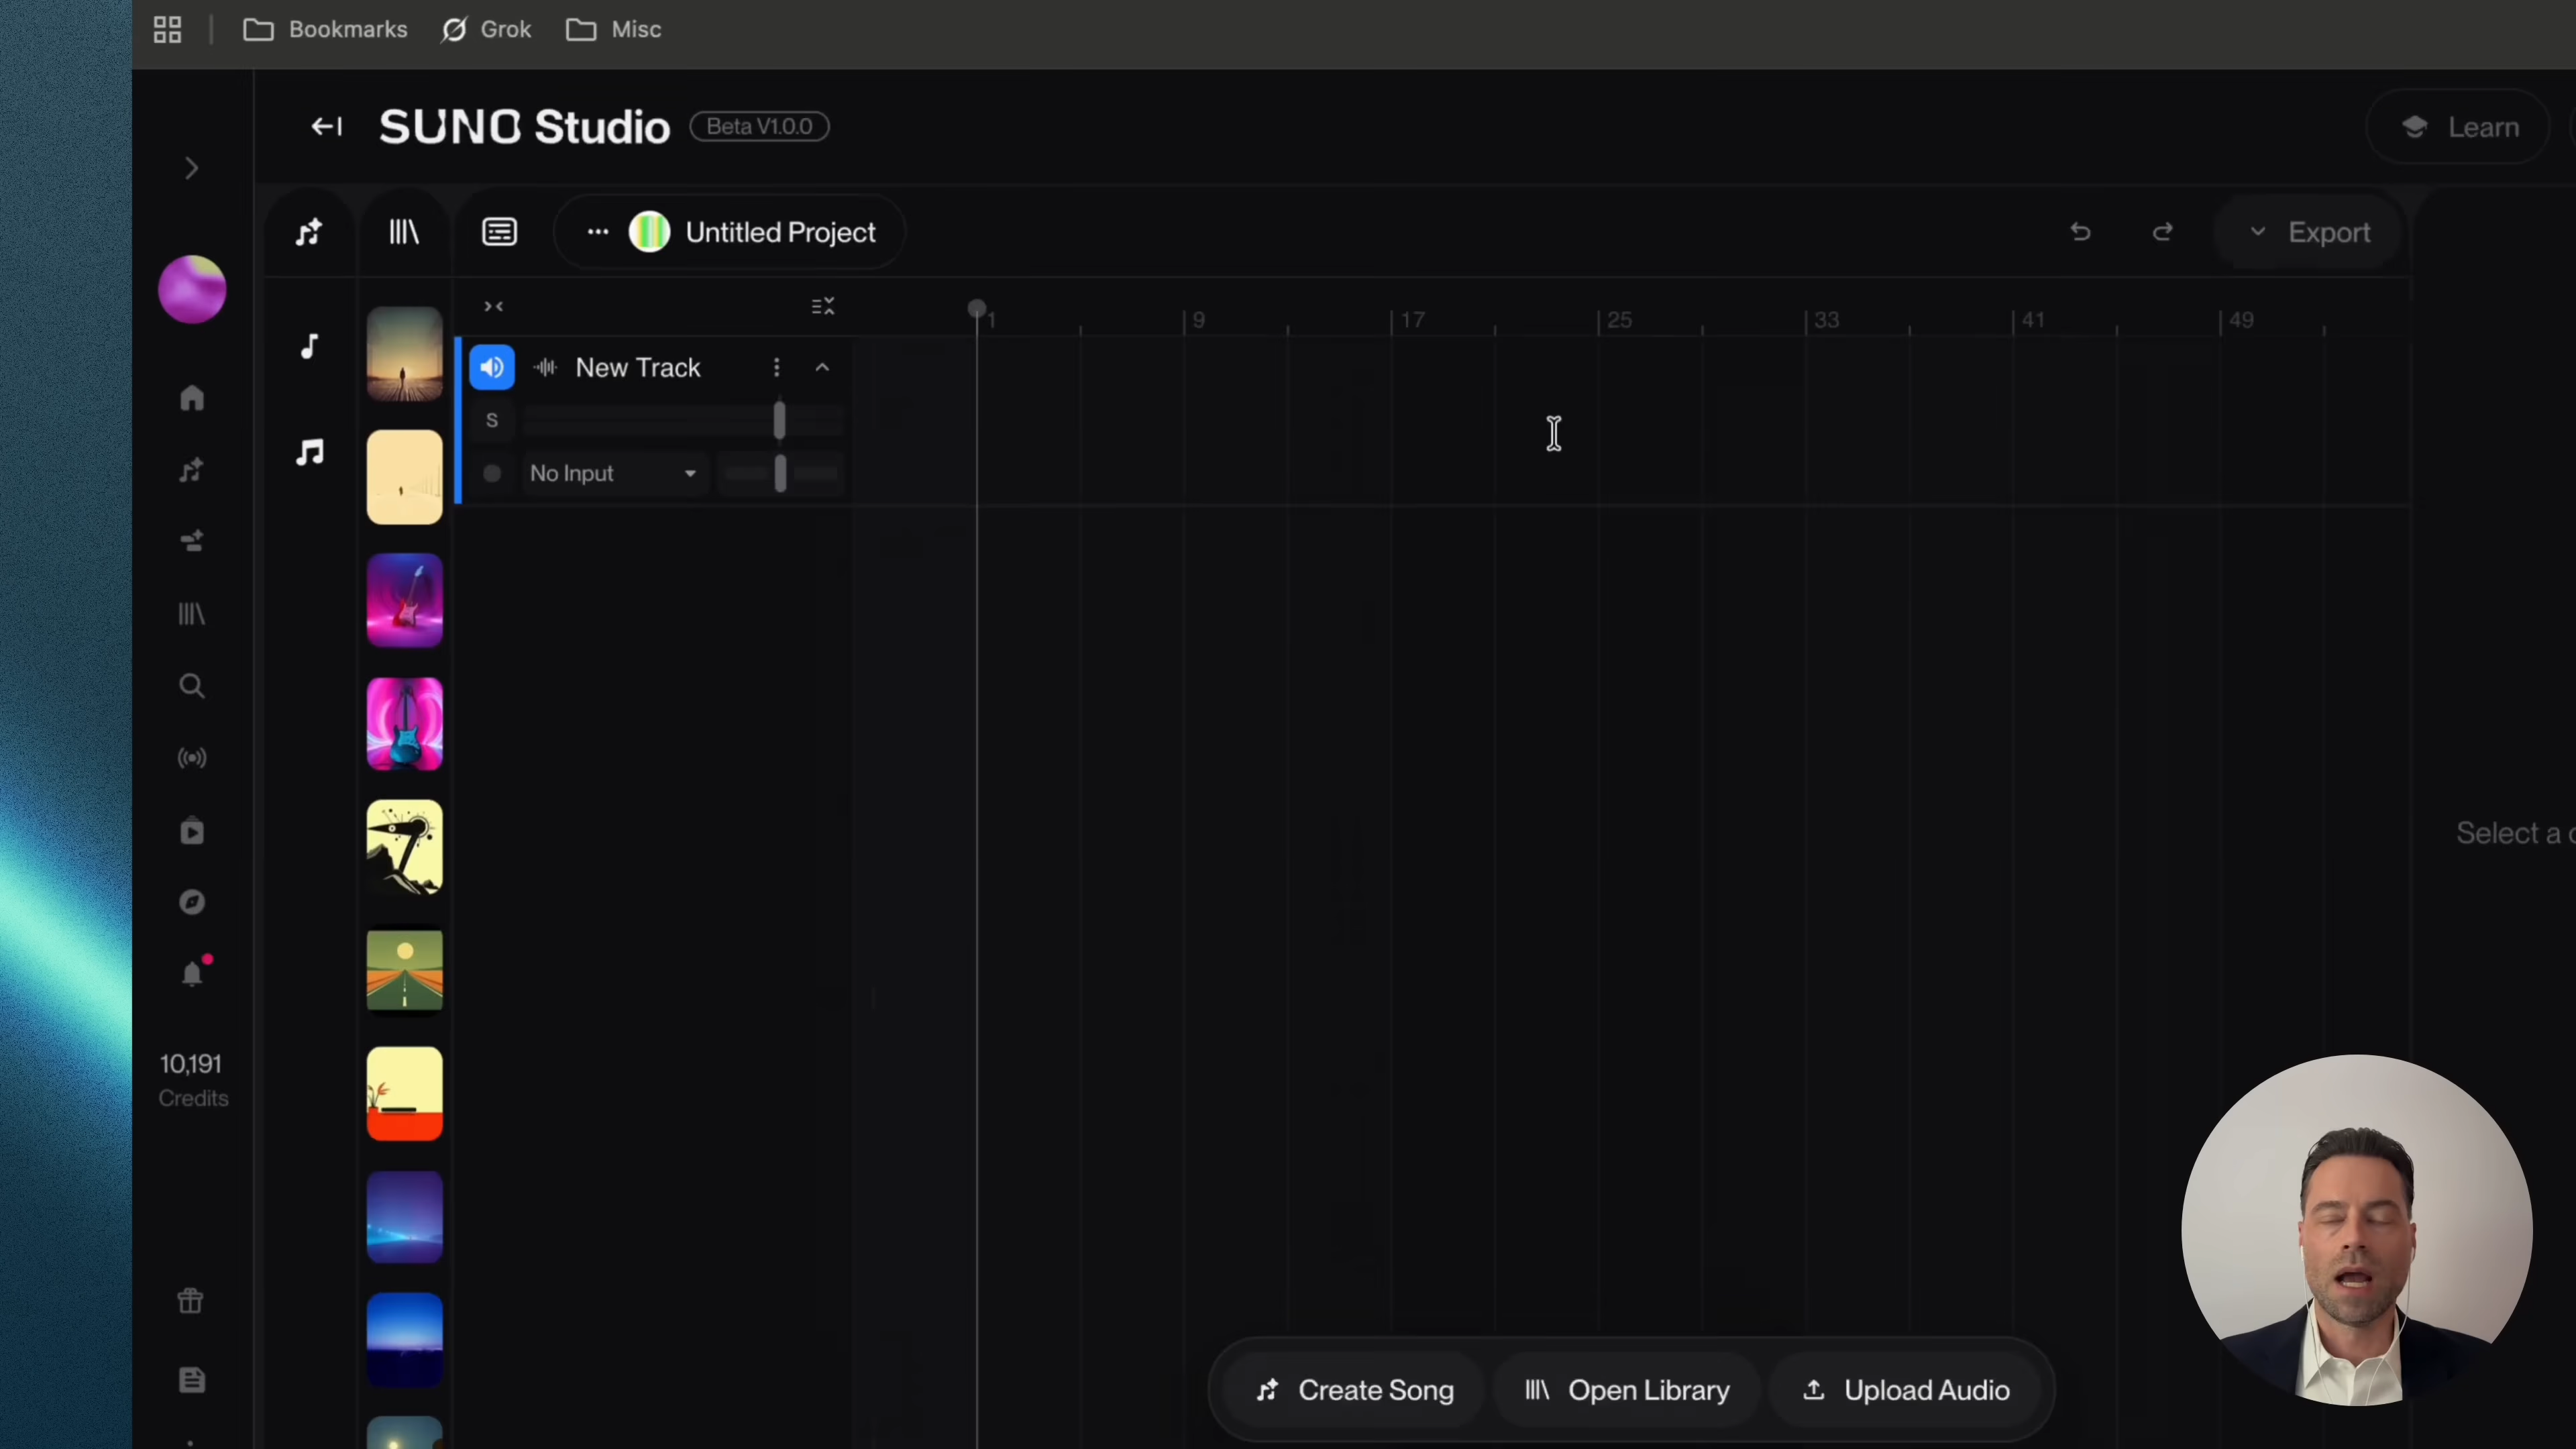 Bookmarks
Grok
Misc
SUNO Studio
Beta V1.0.0
Learn
Untitled Project
Export
1
9
17
25
33
41
49
New Track
S
No Input
Select a
10,191
Credits
Create Song
Open Library
Upload Audio